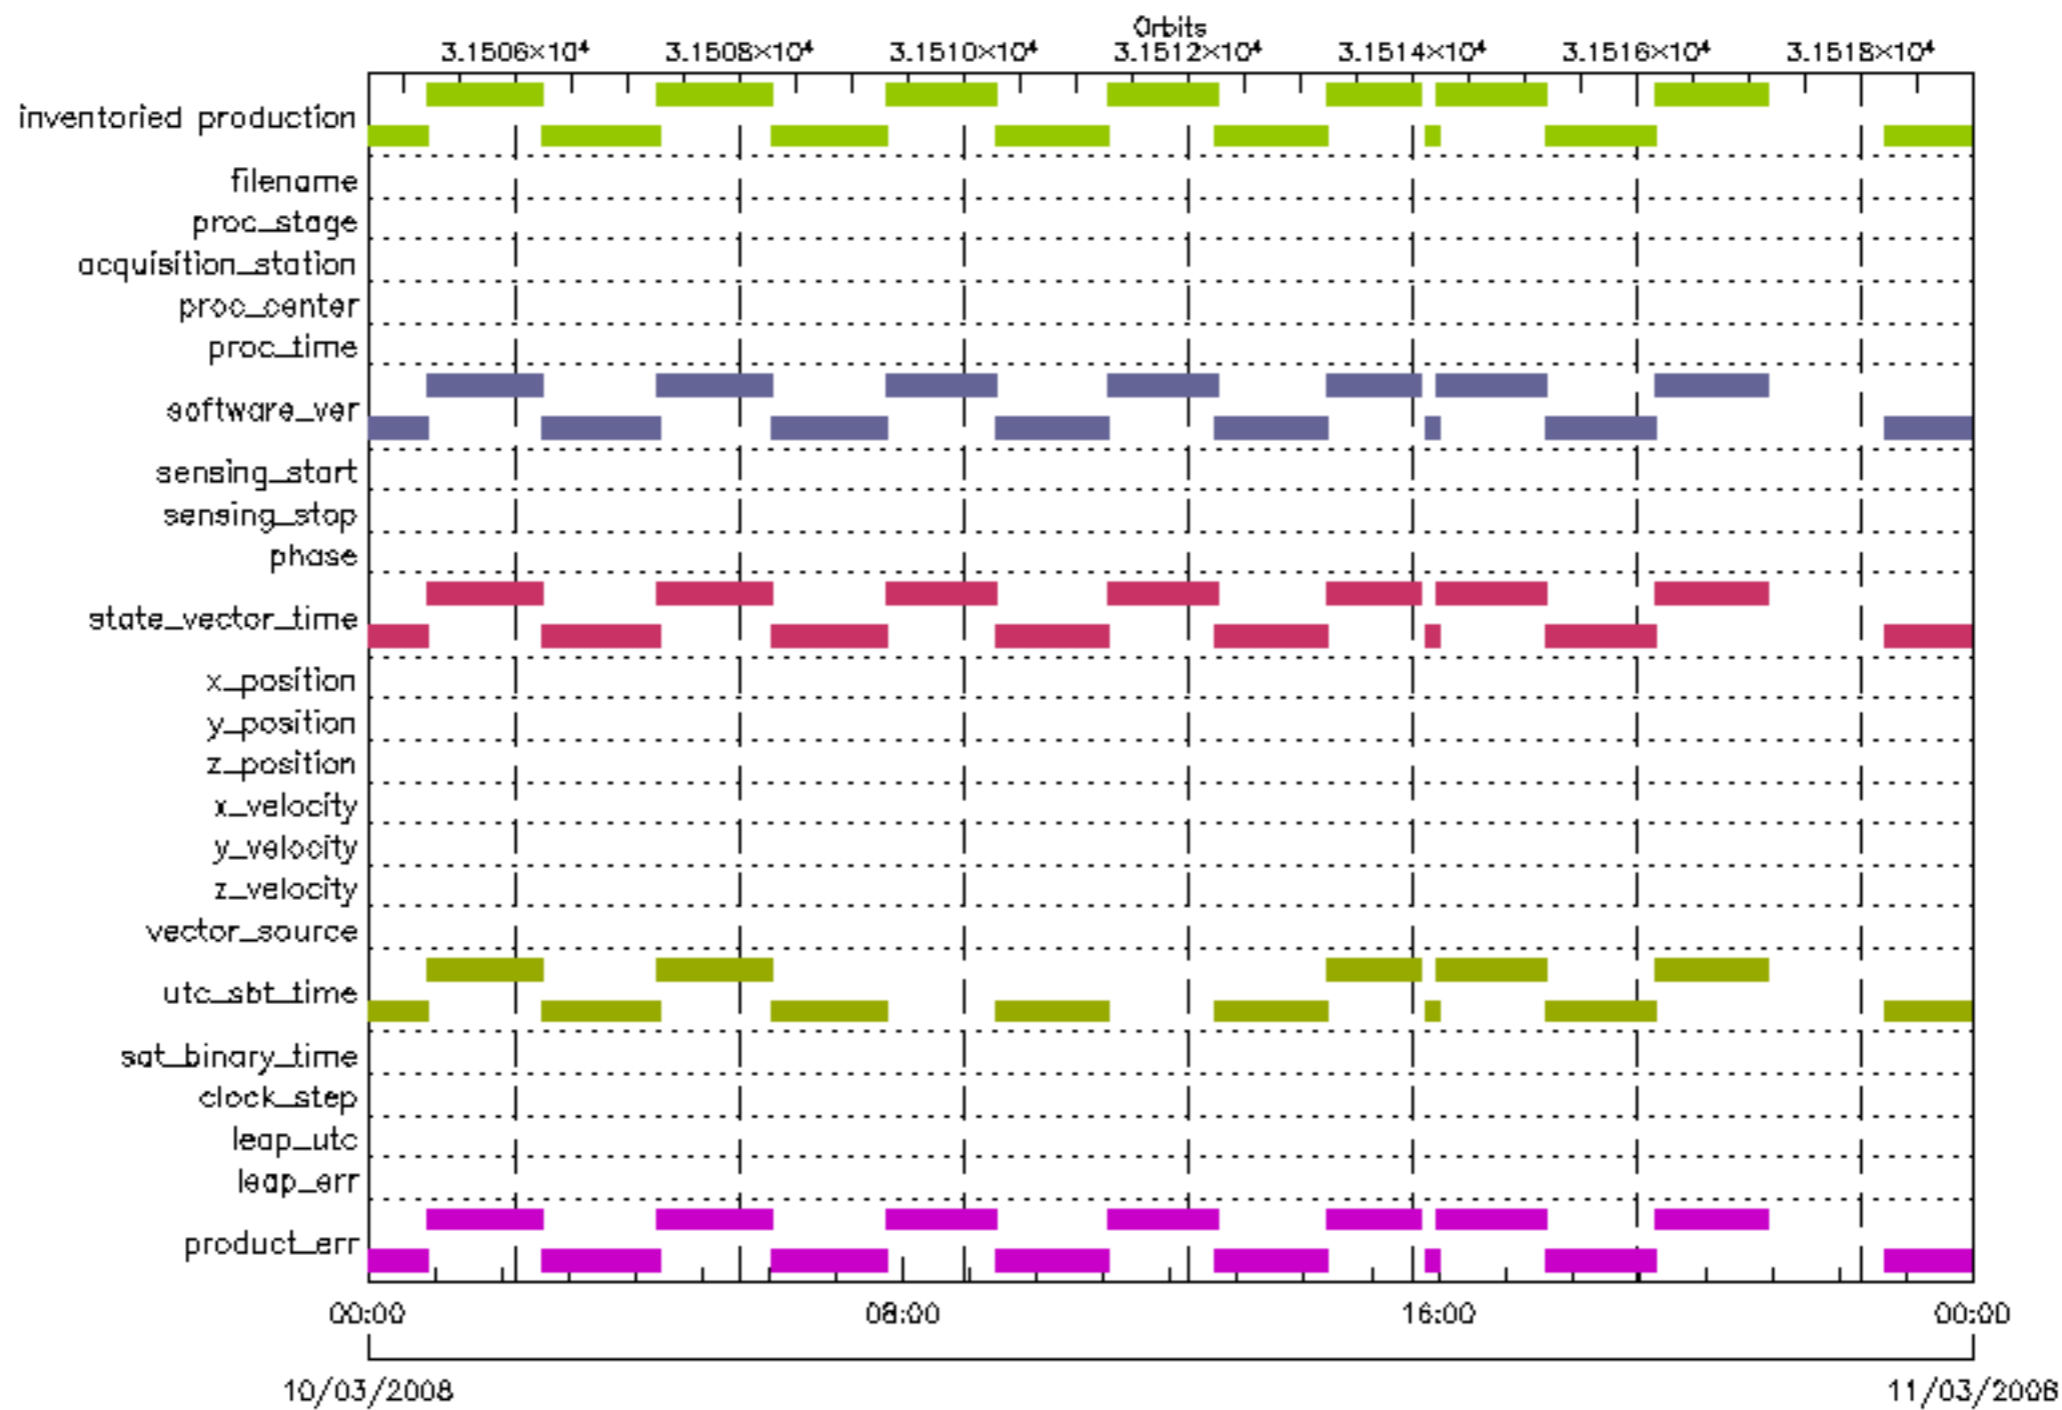 Orbits
3.1506×10⁴ 3.1508×10⁴ 3.1510×10⁴ 3.1512×10⁴ 3.1514×10⁴ 3.1516×10⁴ 3.1518×10⁴
inventoried production
filename
proc_stage
acquisition_station
proc_center
proc_time
software_ver
sensing_start
sensing_stop
phase
state_vector_time
x_position
y_position
z_position
x_velocity
y_velocity
z_velocity
vector_source
utc_sbt_time
sat_binary_time
clock_step
leap_utc
leap_err
product_err
00:00 08:00 16:00 00:00
10/03/2008 11/03/2008